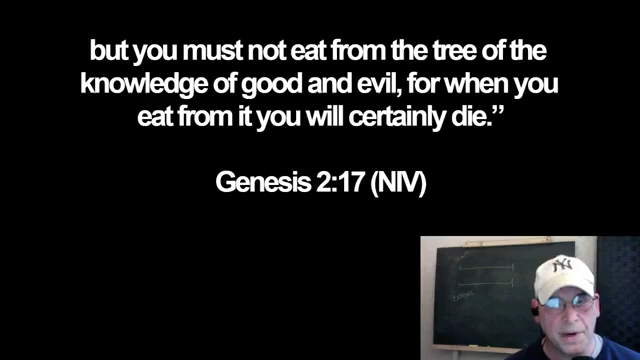 but you must not eat from the tree of the
knowledge of good and evil, for when you
eat from it you will certainly die.”
Genesis 2:17 (NIV)
NY